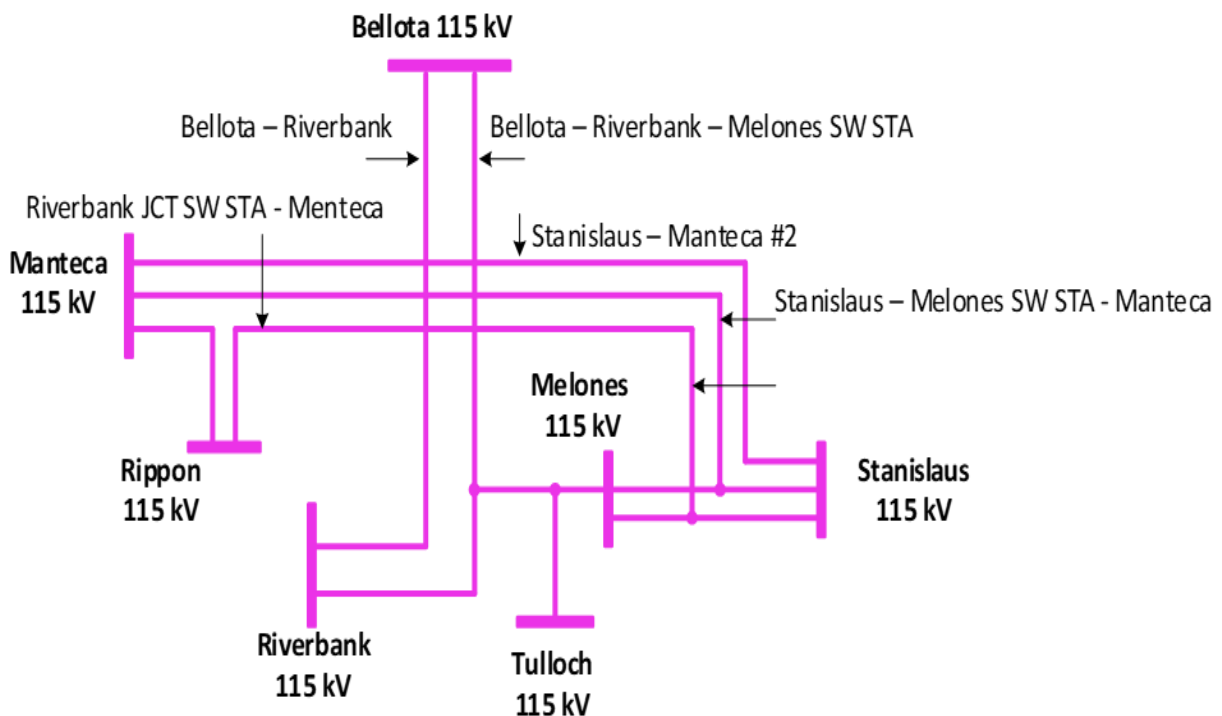 Bellota 115 kV
Bellota – Riverbank
Bellota – Riverbank – Melones SW STA
Riverbank JCT SW STA - Menteca
Stanislaus – Manteca #2
Manteca
115 kV
Stanislaus – Melones SW STA - Manteca
Melones
115 kV
Rippon
115 kV
Stanislaus
115 kV
Riverbank
115 kV
Tulloch
115 kV